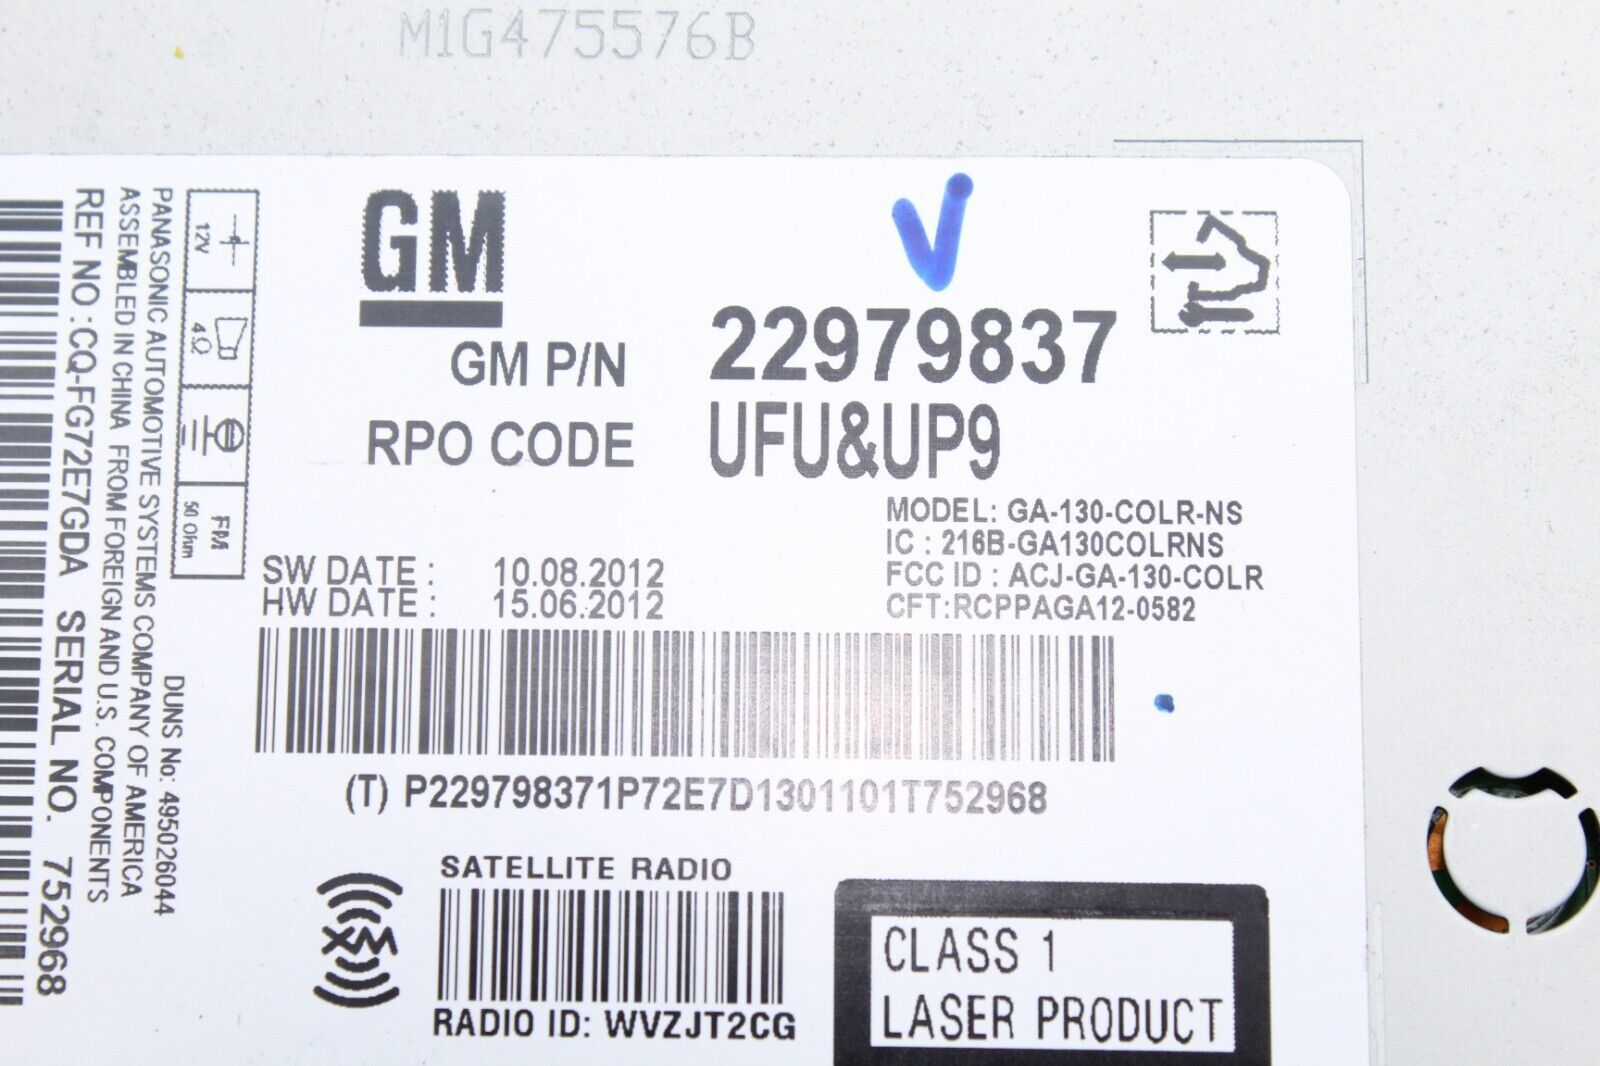 M1G475576B
GM
GM P/N 22979837
RPO CODE UFU&UP9
MODEL: GA-130-COLR-NS
IC : 216B-GA130COLRNS
FCC ID : ACJ-GA-130-COLR
CFT:RCPPAGA12-0582
SW DATE : 10.08.2012
HW DATE : 15.06.2012
(T) P229798371P72E7D1301101T752968
SATELLITE RADIO
XM
RADIO ID: WVZJT2CG
CLASS 1
LASER PRODUCT
12V
4Ω
FM
50 Ohm
DUNS No: 495026044
PANASONIC AUTOMOTIVE SYSTEMS COMPANY OF AMERICA
ASSEMBLED IN CHINA FROM FOREIGN AND U.S. COMPONENTS
REF NO : CQ-FG72E7GDA SERIAL NO. 752968